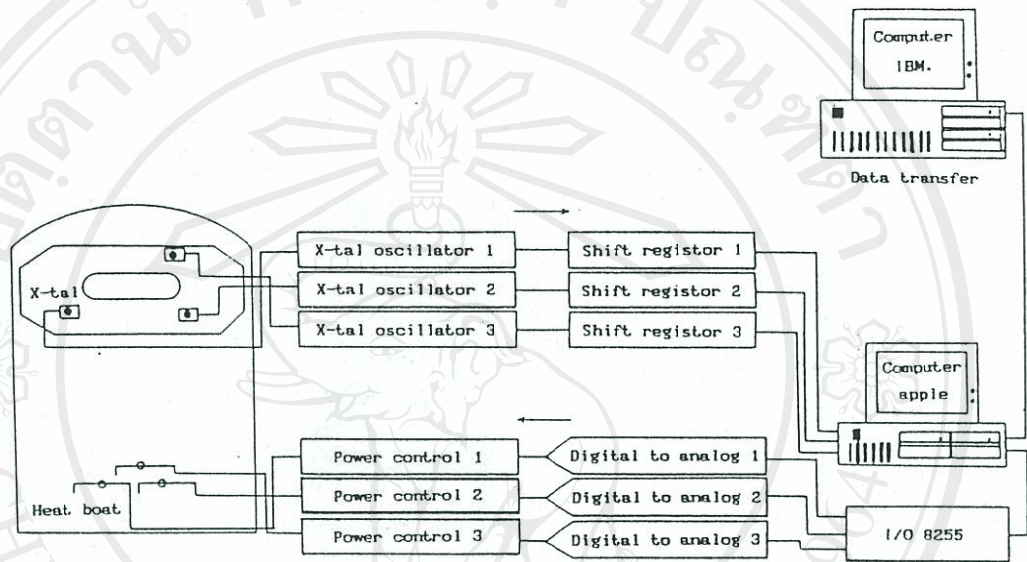 Computer
IBM.
Data transfer
X-tal oscillator 1
Shift registor 1
X-tal
X-tal oscillator 2
Shift registor 2
X-tal oscillator 3
Shift registor 3
Computer
apple
Power control 1
Digital to analog 1
Heat boat
Power control 2
Digital to analog 2
Power control 3
Digital to analog 3
I/O 8255